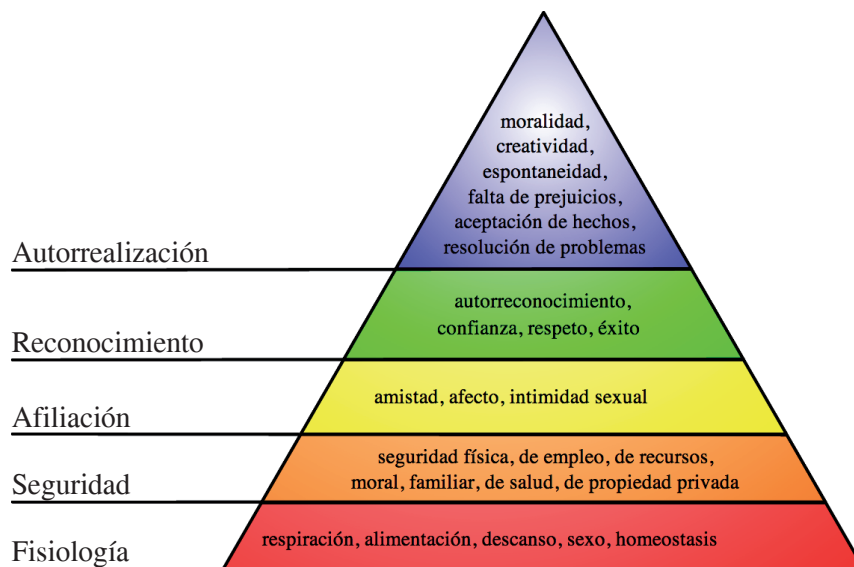 moralidad,
creatividad,
espontaneidad,
falta de prejuicios,
aceptación de hechos,
resolución de problemas
Autorrealización
autorreconocimiento,
confianza, respeto, éxito
Reconocimiento
amistad, afecto, intimidad sexual
Afiliación
seguridad física, de empleo, de recursos,
moral, familiar, de salud, de propiedad privada
Seguridad
respiración, alimentación, descanso, sexo, homeostasis
Fisiología